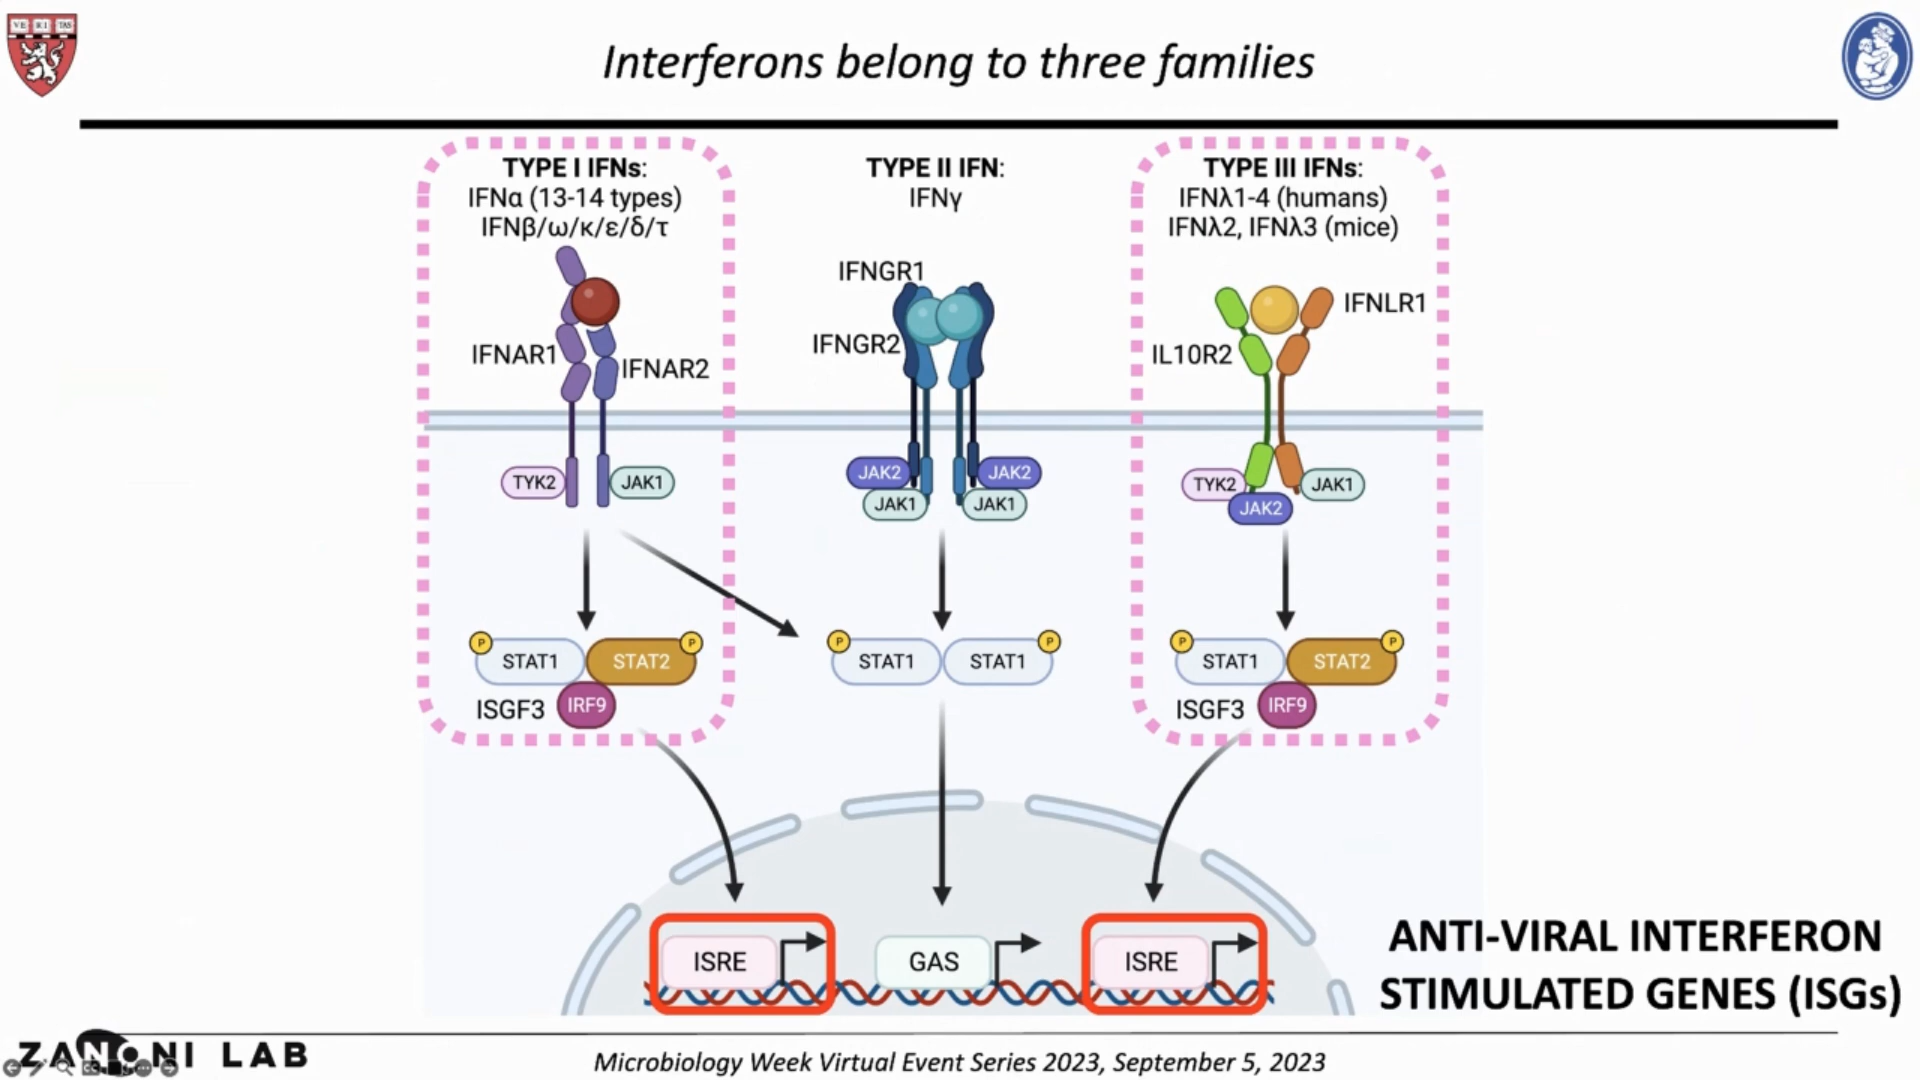 VE RI TAS
Interferons belong to three families
TYPE I IFNs:
IFNα (13-14 types)
IFNβ/ω/κ/ε/δ/τ
TYPE II IFN:
IFNγ
TYPE III IFNs:
IFNλ1-4 (humans)
IFNλ2, IFNλ3 (mice)
IFNAR1
IFNAR2
IFNGR1
IFNGR2
IFNLR1
IL10R2
TYK2
JAK1
JAK2
JAK2
JAK1
JAK1
TYK2
JAK1
JAK2
P
STAT1
STAT2
P
ISGF3
IRF9
P
STAT1
STAT1
P
P
STAT1
STAT2
P
ISGF3
IRF9
ISRE
GAS
ISRE
ANTI-VIRAL INTERFERON
STIMULATED GENES (ISGs)
ZANONI LAB
Microbiology Week Virtual Event Series 2023, September 5, 2023